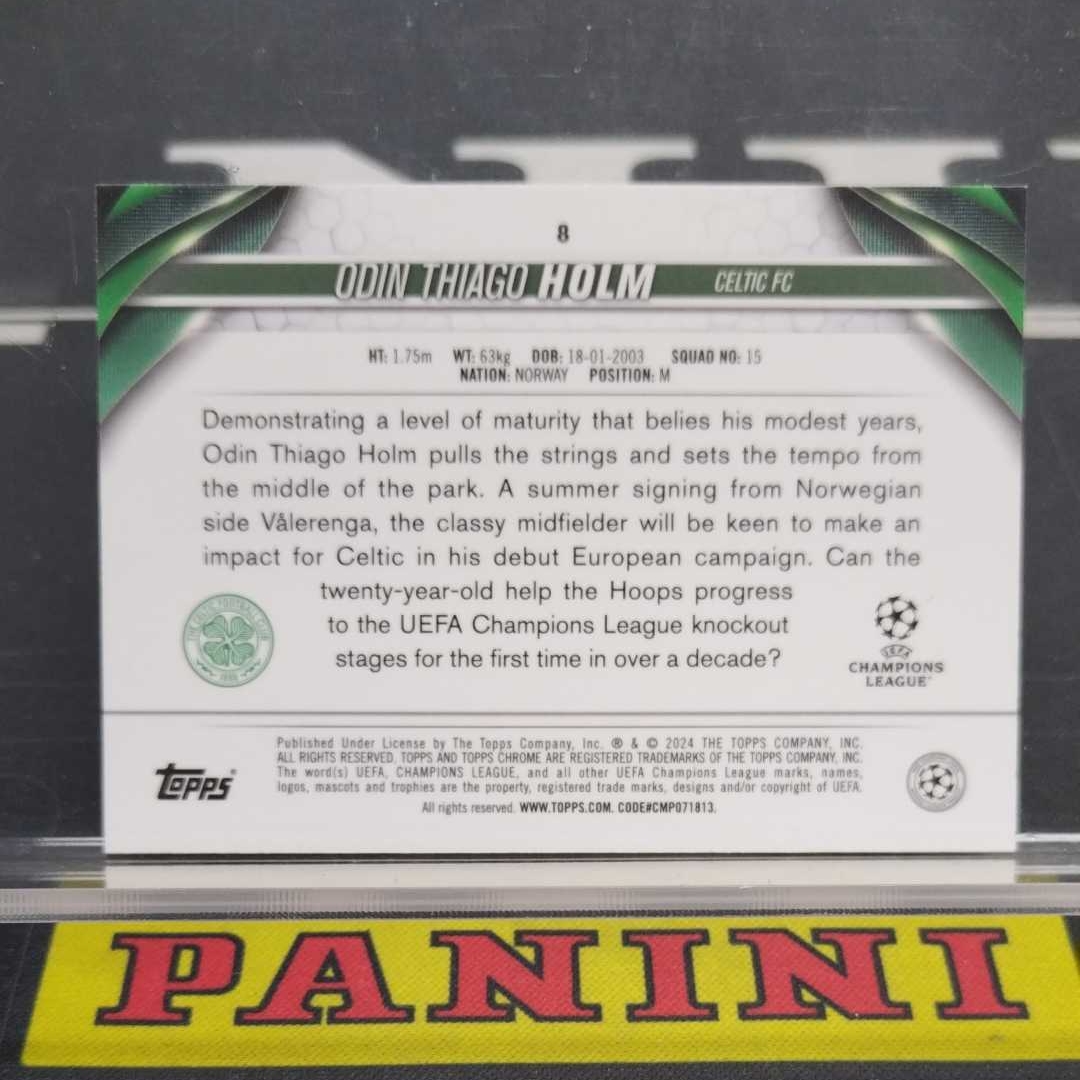 8
ODIN THIAGO HOLM CELTIC FC
HT: 1.75m WT: 63kg DOB: 18-01-2003 SQUAD NO: 15
NATION: NORWAY POSITION: M
Demonstrating a level of maturity that belies his modest years,
Odin Thiago Holm pulls the strings and sets the tempo from
the middle of the park. A summer signing from Norwegian
side Vålerenga, the classy midfielder will be keen to make an
impact for Celtic in his debut European campaign. Can the
twenty-year-old help the Hoops progress
to the UEFA Champions League knockout
stages for the first time in over a decade?
THE CELTIC FOOTBALL CLUB
1888
UEFA
CHAMPIONS
LEAGUE
topps®
Published Under License by The Topps Company, Inc. ® & © 2024 THE TOPPS COMPANY, INC.
ALL RIGHTS RESERVED. TOPPS AND TOPPS CHROME ARE REGISTERED TRADEMARKS OF THE TOPPS COMPANY, INC.
The word(s) UEFA, CHAMPIONS LEAGUE, and all other UEFA Champions League marks, names,
logos, mascots and trophies are the property, registered trade marks, designs and/or copyright of UEFA.
All rights reserved. WWW.TOPPS.COM. CODE#CMP071813.
PANINI